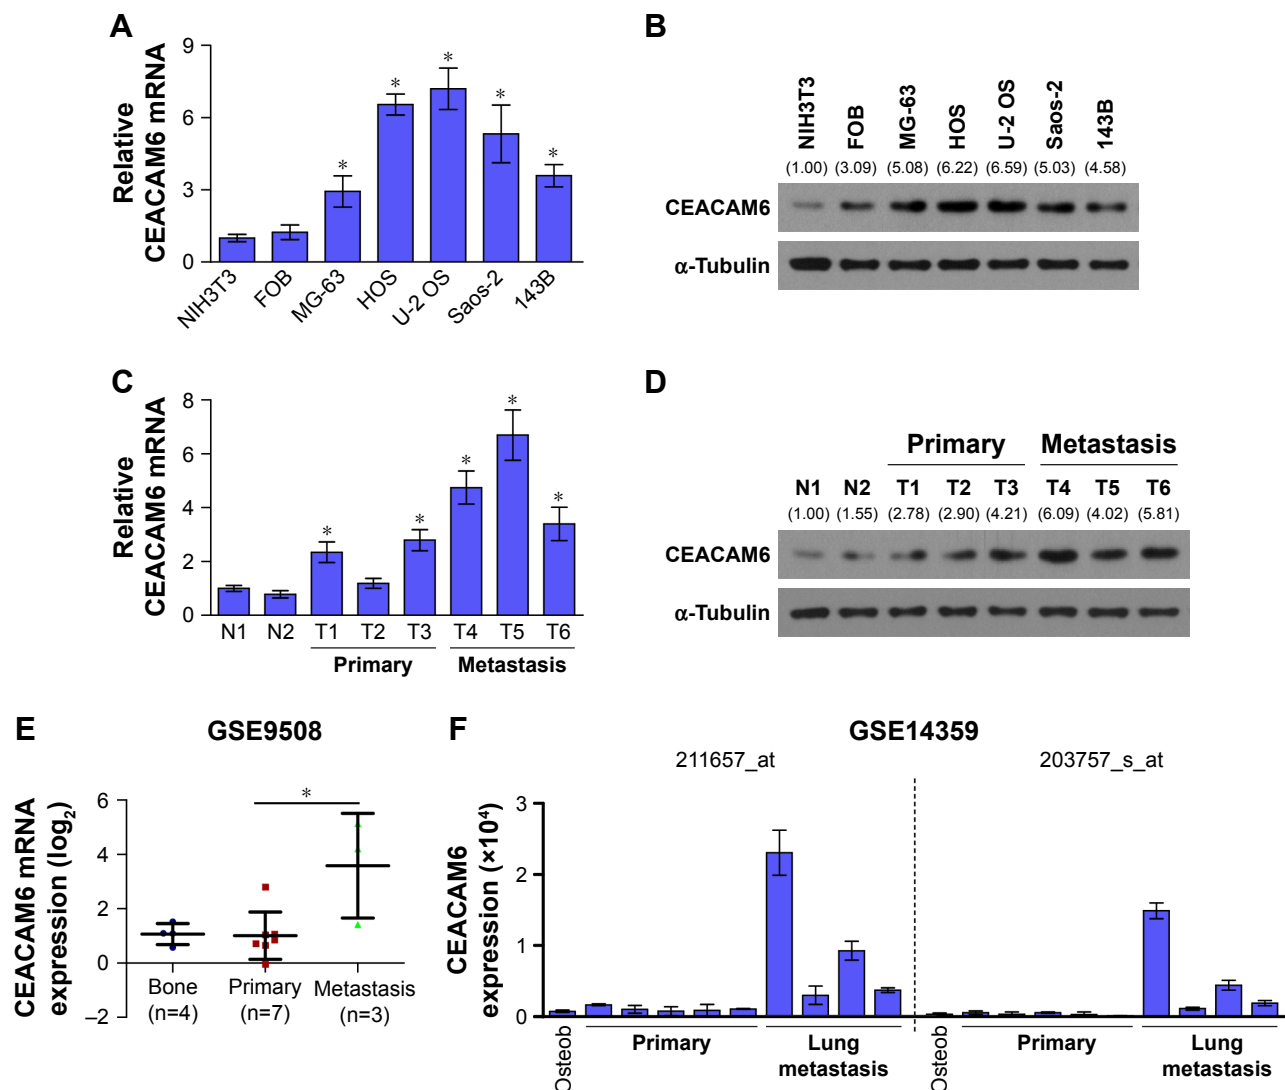 A
Relative
CEACAM6 mRNA
9
6
3
0
*
*
*
*
*
NIH3T3
FOB
MG-63
HOS
U-2 OS
Saos-2
143B
B
NIH3T3
FOB
MG-63
HOS
U-2 OS
Saos-2
143B
(1.00) (3.09) (5.08) (6.22) (6.59) (5.03) (4.58)
CEACAM6
α-Tubulin
C
Relative
CEACAM6 mRNA
8
6
4
2
0
*
*
*
*
*
N1 N2 T1 T2 T3 T4 T5 T6
Primary Metastasis
D
Primary Metastasis
N1 N2 T1 T2 T3 T4 T5 T6
(1.00) (1.55) (2.78) (2.90) (4.21) (6.09) (4.02) (5.81)
CEACAM6
α-Tubulin
E
GSE9508
CEACAM6 mRNA
expression (log2)
6
4
2
0
–2
*
Bone Primary Metastasis
(n=4) (n=7) (n=3)
F
GSE14359
211657_at 203757_s_at
CEACAM6
expression (×10⁴)
3
2
1
0
Osteob
Primary
Lung
metastasis
Osteob
Primary
Lung
metastasis